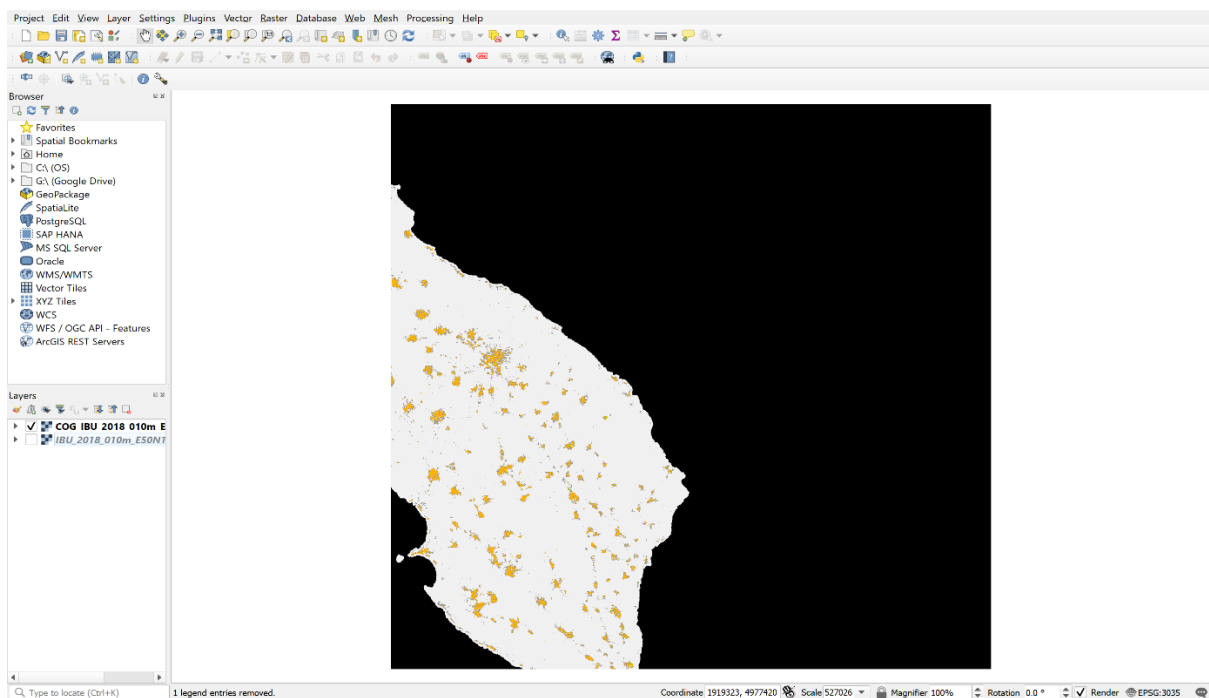 Project Edit View Layer Settings Plugins Vector Raster Database Web Mesh Processing Help
Browser
Favorites
Spatial Bookmarks
Home
C:\ (OS)
G:\ (Google Drive)
GeoPackage
SpatiaLite
PostgreSQL
SAP HANA
MS SQL Server
Oracle
WMS/WMTS
Vector Tiles
XYZ Tiles
WCS
WFS / OGC API - Features
ArcGIS REST Servers
Layers
COG IBU 2018 010m E
IBU_2018_010m_E50N1
Type to locate (Ctrl+K) 1 legend entries removed. Coordinate 1919323, 4977420 Scale 527026 Magnifier 100% Rotation 0.0 ° Render EPSG:3035